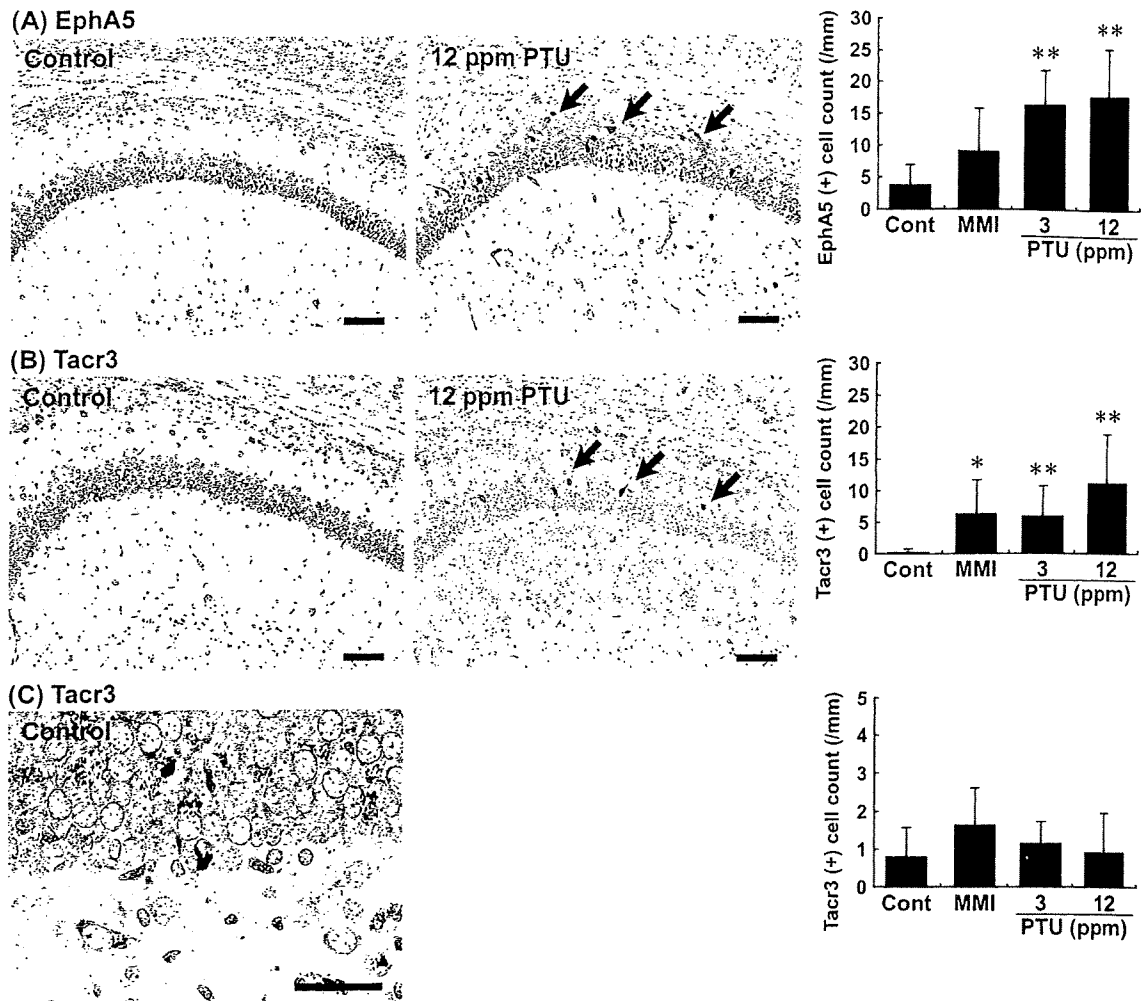 (A) EphA5
Control
12 ppm PTU
EphA5 (+) cell count (/mm)
30
25
20
15
10
5
0
**
**
Cont
MMI
3
12
PTU (ppm)
(B) Tacr3
Control
12 ppm PTU
Tacr3 (+) cell count (/mm)
30
25
20
15
10
5
0
*
**
**
Cont
MMI
3
12
PTU (ppm)
(C) Tacr3
Control
Tacr3 (+) cell count (/mm)
5
4
3
2
1
0
Cont
MMI
3
12
PTU (ppm)